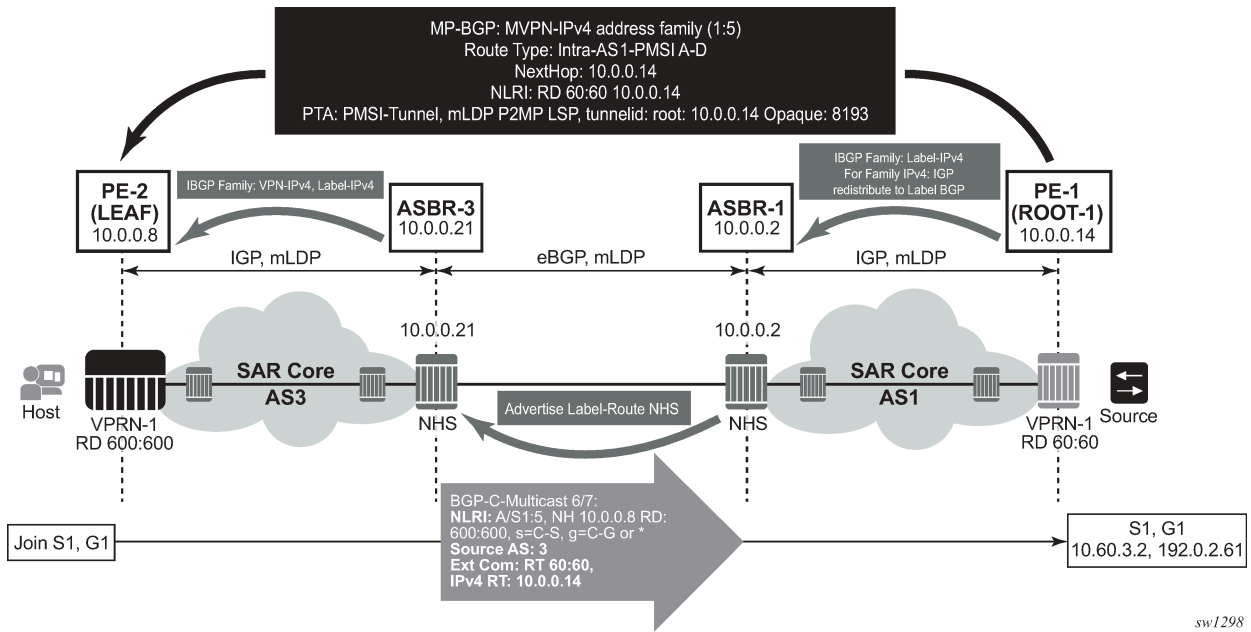 MP-BGP: MVPN-IPv4 address family (1:5)
Route Type: Intra-AS1-PMSI A-D
NextHop: 10.0.0.14
NLRI: RD 60:60 10.0.0.14
PTA: PMSI-Tunnel, mLDP P2MP LSP, tunnelid: root: 10.0.0.14 Opaque: 8193
PE-2
(LEAF)
10.0.0.8
IBGP Family: VPN-IPv4, Label-IPv4
ASBR-3
10.0.0.21
ASBR-1
10.0.0.2
IBGP Family: Label-IPv4
For Family IPv4: IGP
redistribute to Label BGP
PE-1
(ROOT-1)
10.0.0.14
IGP, mLDP
eBGP, mLDP
IGP, mLDP
10.0.0.21
10.0.0.2
Host
SAR Core
AS3
SAR Core
AS1
Source
VPRN-1
RD 600:600
NHS
Advertise Label-Route NHS
NHS
VPRN-1
RD 60:60
Join S1, G1
BGP-C-Multicast 6/7:
NLRI: A/S1:5, NH 10.0.0.8 RD:
600:600, s=C-S, g=C-G or *
Source AS: 3
Ext Com: RT 60:60,
IPv4 RT: 10.0.0.14
S1, G1
10.60.3.2, 192.0.2.61
sw1298